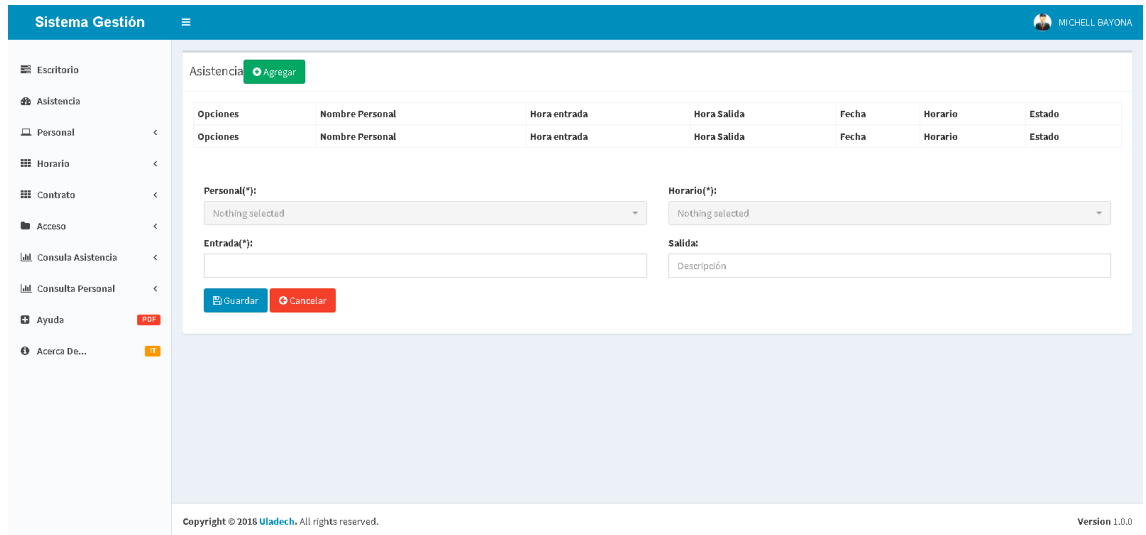 Sistema Gestión
MICHELL BAYONA
Escritorio
Asistencia
Personal
Horario
Contrato
Acceso
Consula Asistencia
Consulta Personal
Ayuda PDF
Acerca De... IT
Asistencia Agregar
Opciones Nombre Personal Hora entrada Hora Salida Fecha Horario Estado
Opciones Nombre Personal Hora entrada Hora Salida Fecha Horario Estado
Personal(*): Horario(*):
Nothing selected Nothing selected
Entrada(*): Salida:
Descripción
Guardar Cancelar
Copyright © 2018 Uladech. All rights reserved. Version 1.0.0